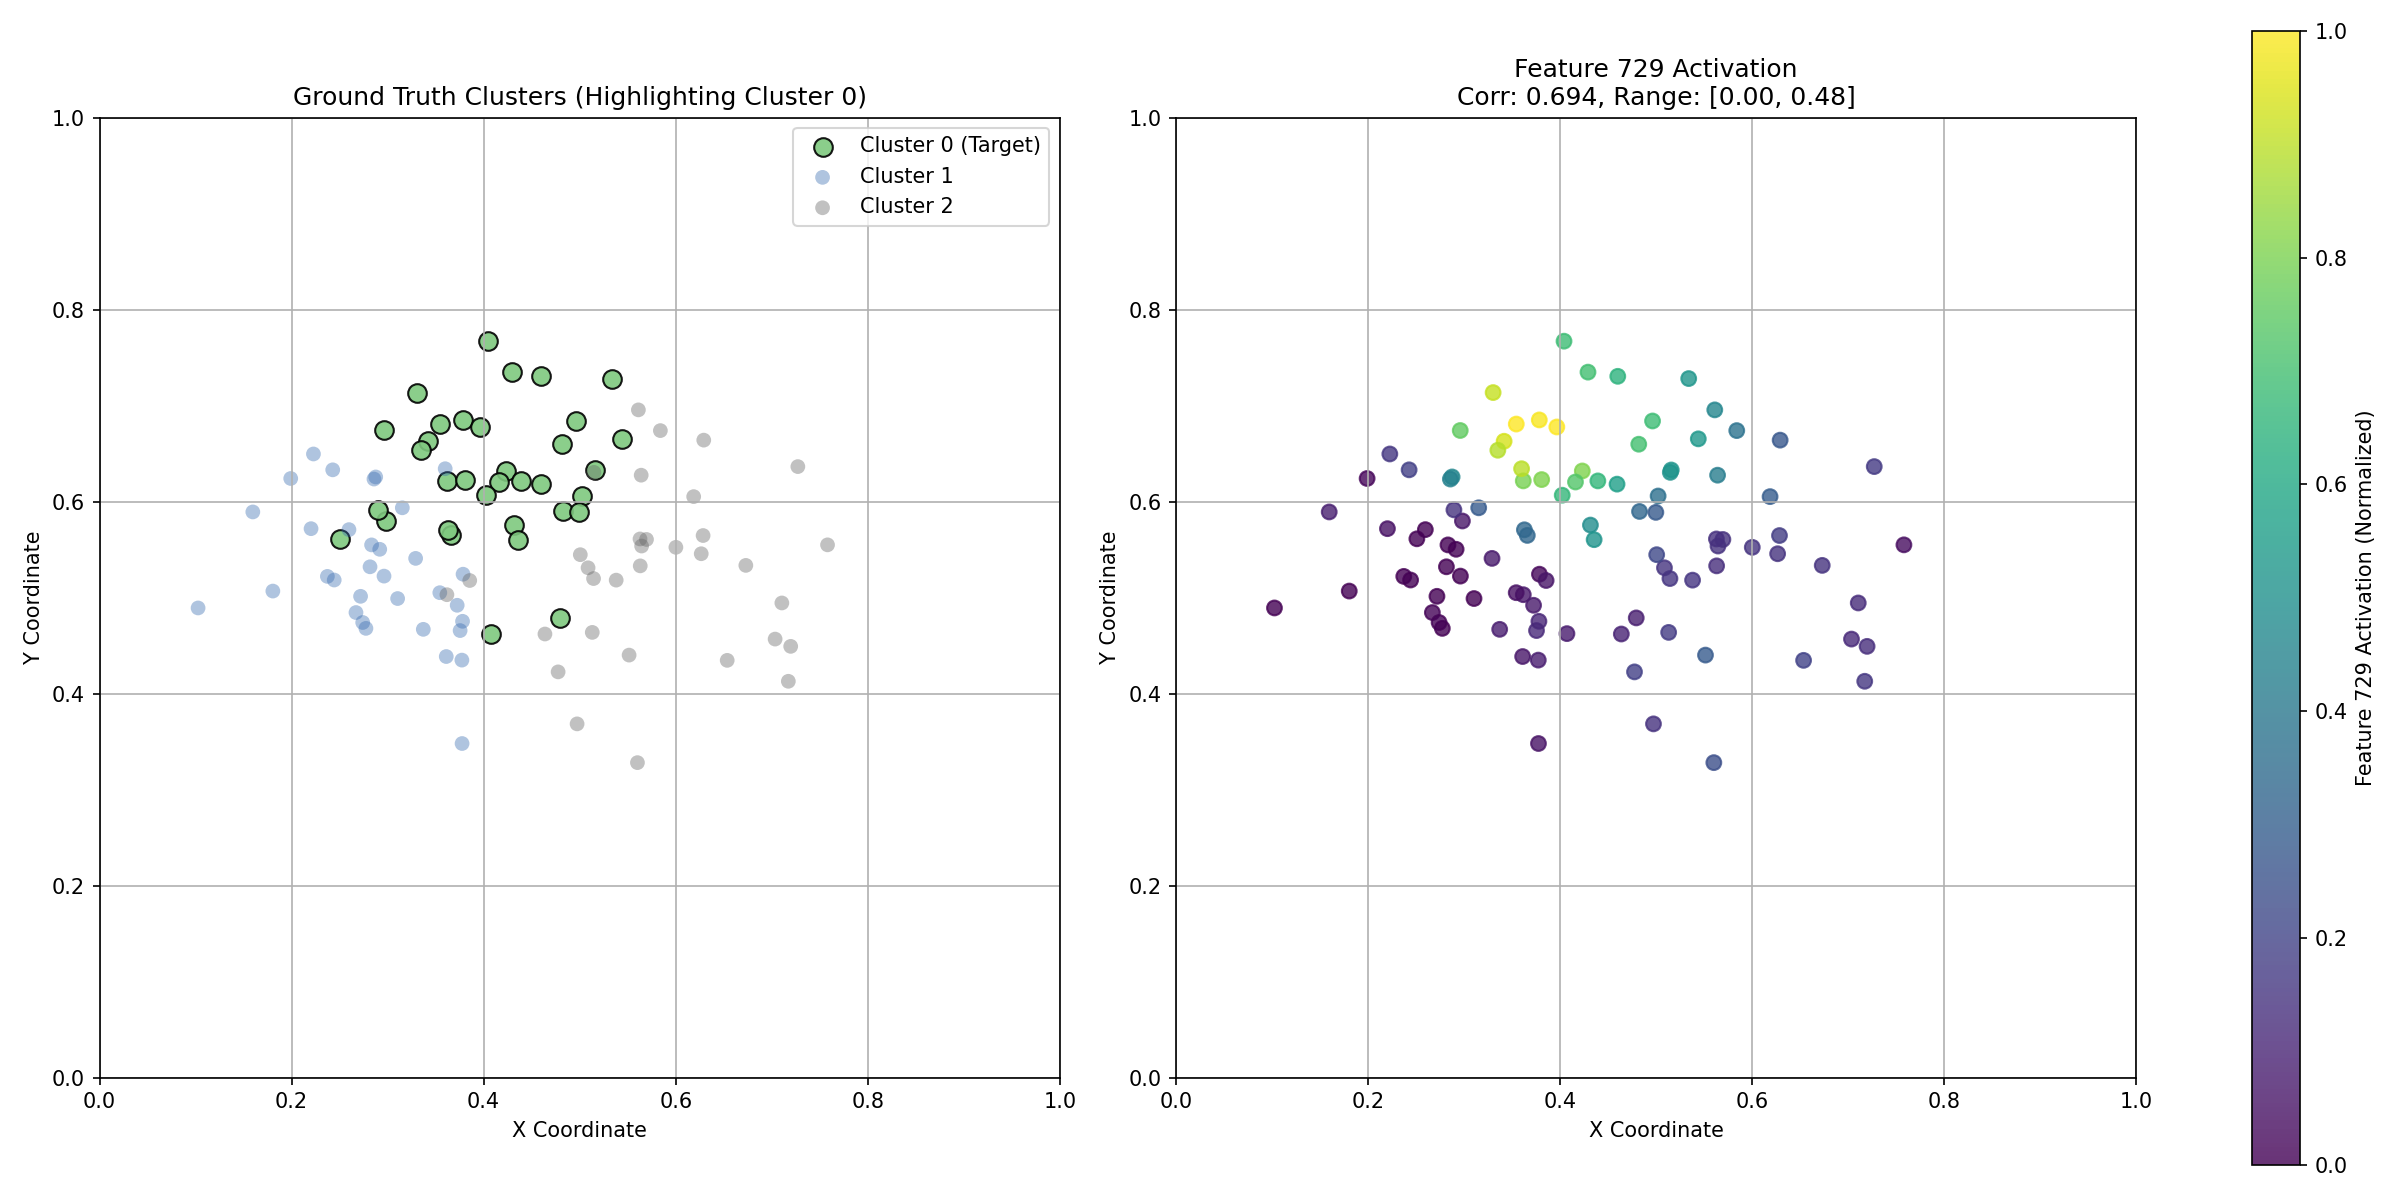 Ground Truth Clusters (Highlighting Cluster 0)
Cluster 0 (Target)
Cluster 1
Cluster 2
1.0
0.8
0.6
0.4
0.2
0.0
Y Coordinate
0.0 0.2 0.4 0.6 0.8 1.0
X Coordinate
Feature 729 Activation
Corr: 0.694, Range: [0.00, 0.48]
1.0
0.8
0.6
0.4
0.2
0.0
Y Coordinate
0.0 0.2 0.4 0.6 0.8 1.0
X Coordinate
1.0
0.8
0.6
0.4
0.2
0.0
Feature 729 Activation (Normalized)